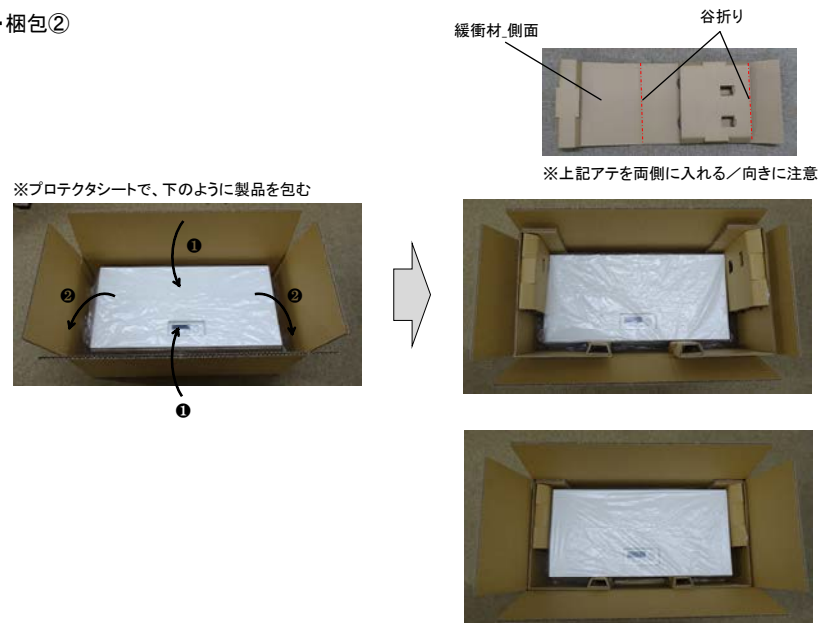 ・梱包②
谷折り
緩衝材_側面
※上記アテを両側に入れる／向きに注意
※プロテクタシートで、下のように製品を包む
❶
❷
❷
❶